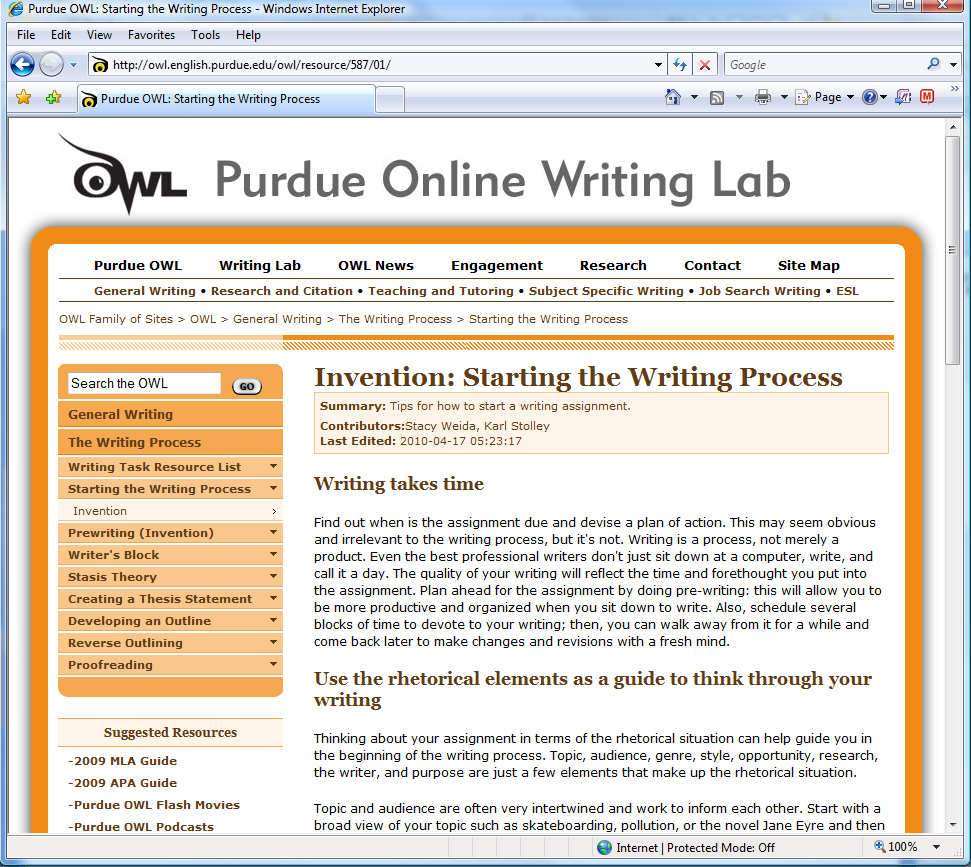 Purdue OWL: Starting the Writing Process - Windows Internet Explorer
File Edit View Favorites Tools Help
http://owl.english.purdue.edu/owl/resource/587/01/ Google
Purdue OWL: Starting the Writing Process Page
OWL Purdue Online Writing Lab
Purdue OWL Writing Lab OWL News Engagement Research Contact Site Map
General Writing • Research and Citation • Teaching and Tutoring • Subject Specific Writing • Job Search Writing • ESL
OWL Family of Sites > OWL > General Writing > The Writing Process > Starting the Writing Process
Search the OWL GO
General Writing
The Writing Process
Writing Task Resource List
Starting the Writing Process
Invention
Prewriting (Invention)
Writer's Block
Stasis Theory
Creating a Thesis Statement
Developing an Outline
Reverse Outlining
Proofreading
Suggested Resources
-2009 MLA Guide
-2009 APA Guide
-Purdue OWL Flash Movies
-Purdue OWL Podcasts
Invention: Starting the Writing Process
Summary: Tips for how to start a writing assignment.
Contributors:Stacy Weida, Karl Stolley
Last Edited: 2010-04-17 05:23:17
Writing takes time
Find out when is the assignment due and devise a plan of action. This may seem obvious
and irrelevant to the writing process, but it's not. Writing is a process, not merely a
product. Even the best professional writers don't just sit down at a computer, write, and
call it a day. The quality of your writing will reflect the time and forethought you put into
the assignment. Plan ahead for the assignment by doing pre-writing: this will allow you to
be more productive and organized when you sit down to write. Also, schedule several
blocks of time to devote to your writing; then, you can walk away from it for a while and
come back later to make changes and revisions with a fresh mind.
Use the rhetorical elements as a guide to think through your
writing
Thinking about your assignment in terms of the rhetorical situation can help guide you in
the beginning of the writing process. Topic, audience, genre, style, opportunity, research,
the writer, and purpose are just a few elements that make up the rhetorical situation.
Topic and audience are often very intertwined and work to inform each other. Start with a
broad view of your topic such as skateboarding, pollution, or the novel Jane Eyre and then
Internet | Protected Mode: Off 100%